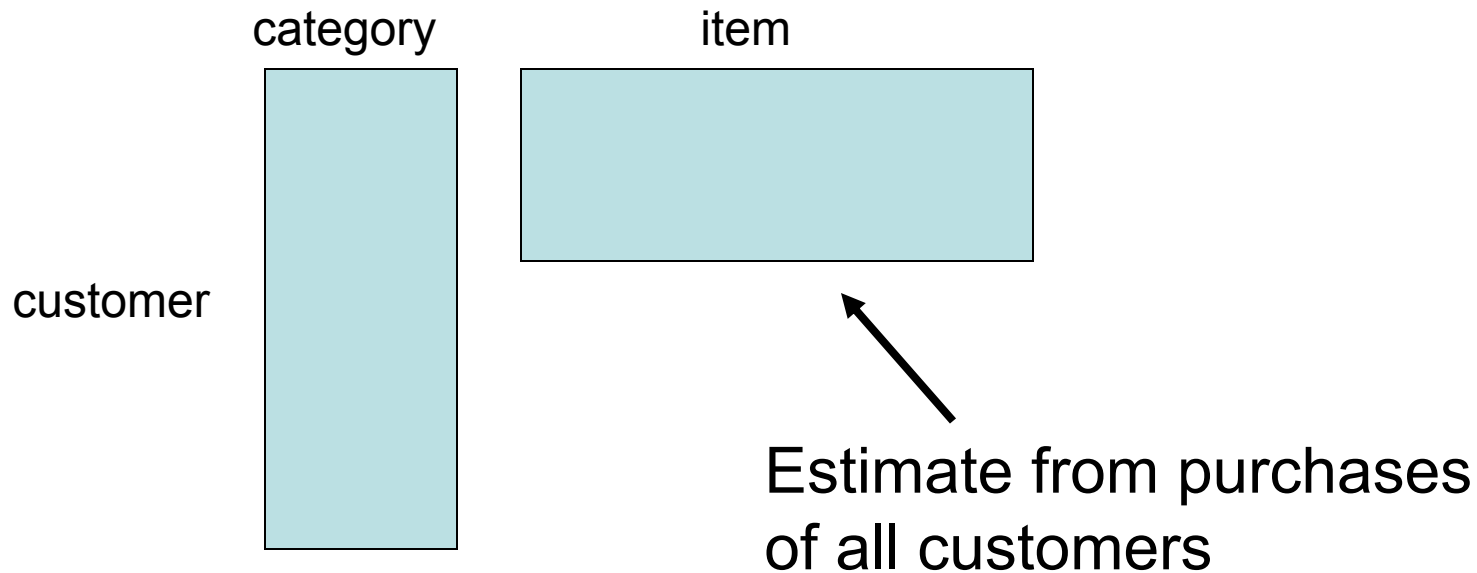 category
item
customer
Estimate from purchases
of all customers